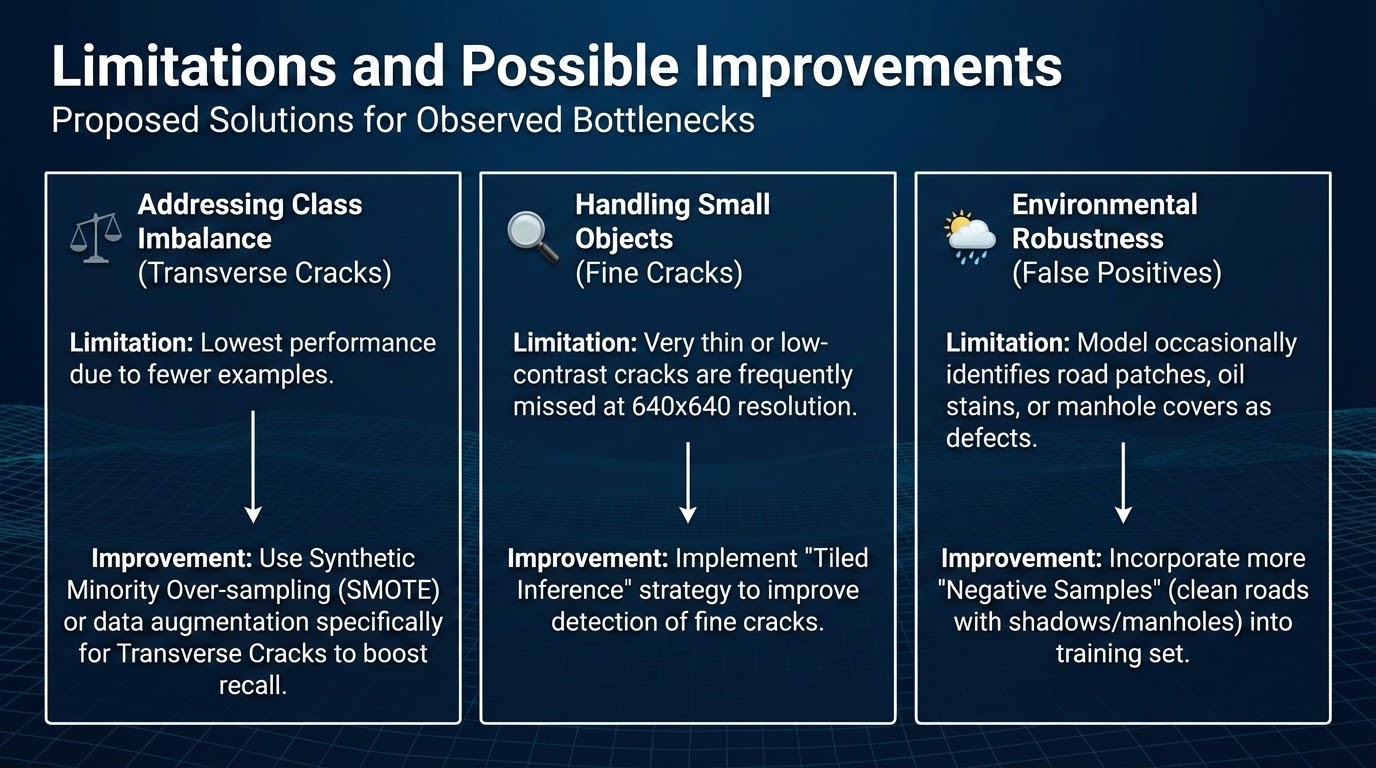 Limitations and Possible Improvements
Proposed Solutions for Observed Bottlenecks
Addressing Class
Imbalance
(Transverse Cracks)
Limitation: Lowest performance
due to fewer examples.
Improvement: Use Synthetic
Minority Over-sampling (SMOTE)
or data augmentation specifically
for Transverse Cracks to boost
recall.
Handling Small
Objects
(Fine Cracks)
Limitation: Very thin or low-
contrast cracks are frequently
missed at 640x640 resolution.
Improvement: Implement "Tiled
Inference" strategy to improve
detection of fine cracks.
Environmental
Robustness
(False Positives)
Limitation: Model occasionally
identifies road patches, oil
stains, or manhole covers as
defects.
Improvement: Incorporate more
"Negative Samples" (clean roads
with shadows/manholes) into
training set.